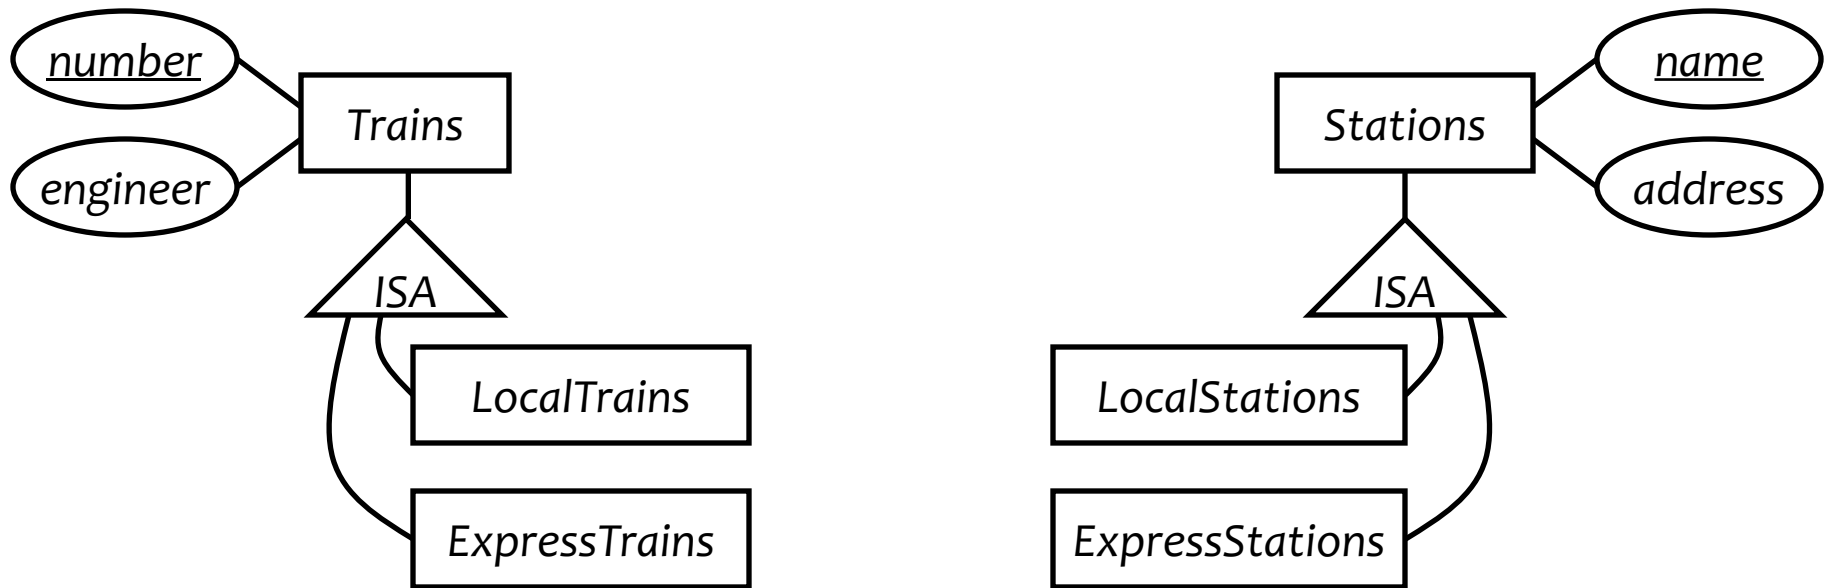 number
engineer
Trains
ISA
LocalTrains
ExpressTrains
name
address
Stations
ISA
LocalStations
ExpressStations